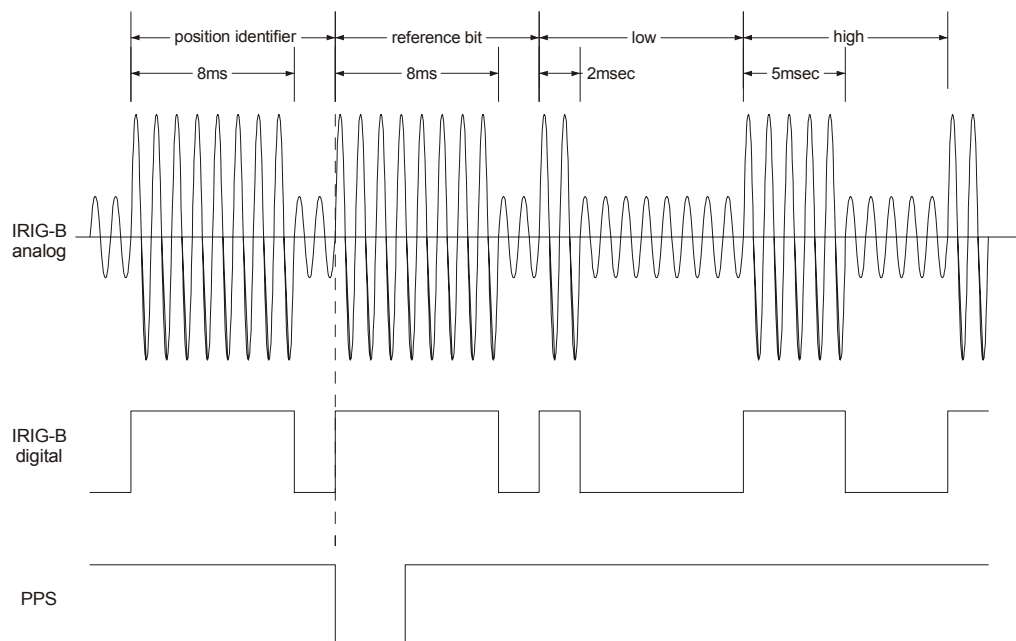 position identifier
reference bit
low
high
8ms
8ms
2msec
5msec
IRIG-B
analog
IRIG-B
digital
PPS